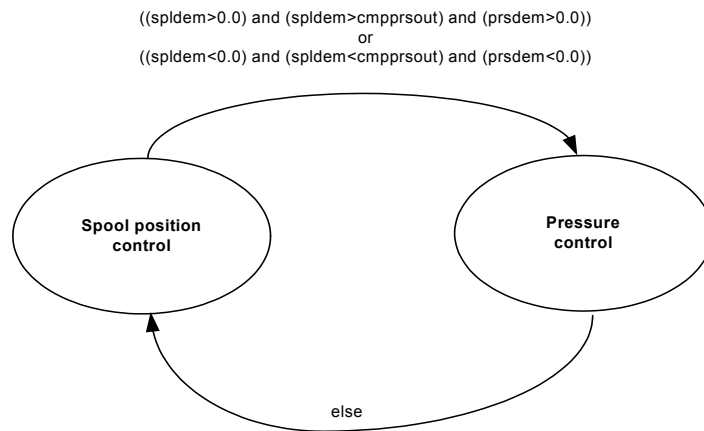 ((spldem>0.0) and (spldem>cmpprsout) and (prsdem>0.0))
or
((spldem<0.0) and (spldem<cmpprsout) and (prsdem<0.0))
Spool position
control
Pressure
control
else